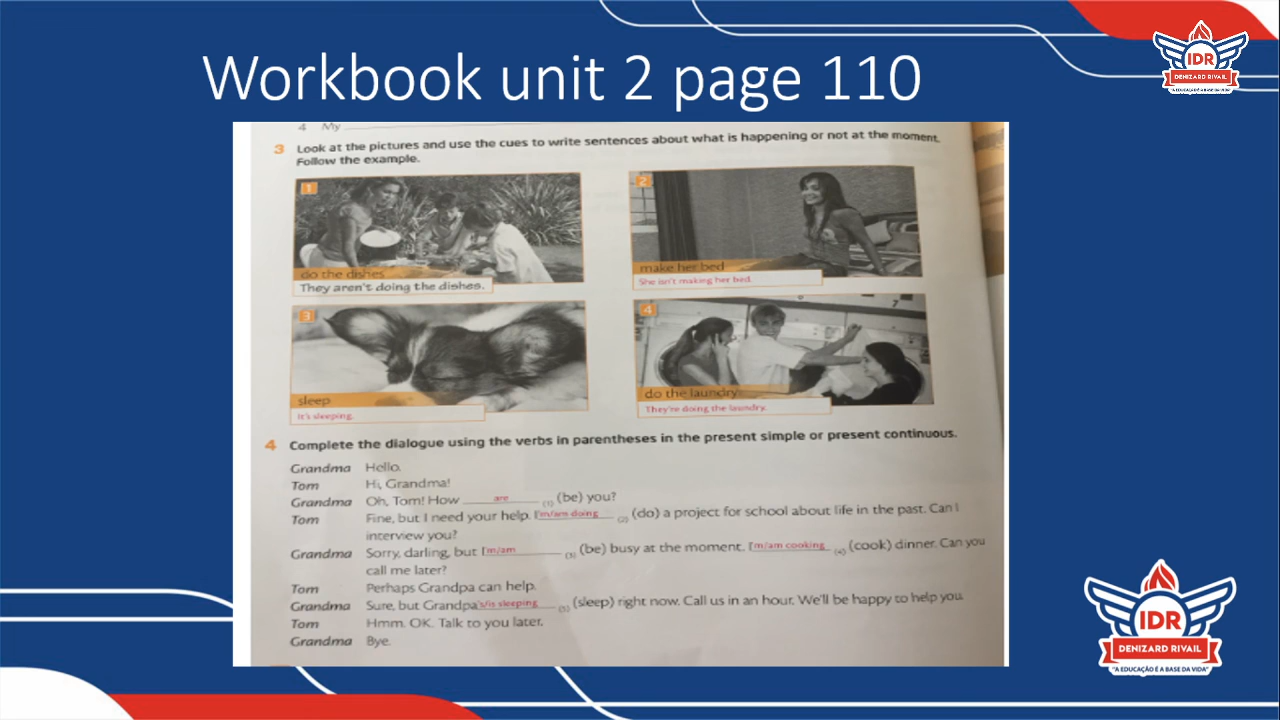 Workbook unit 2 page 110
IDR
DENIZARD RIVAIL
"A EDUCAÇÃO É A BASE DA VIDA"
4 My
3 Look at the pictures and use the cues to write sentences about what is happening or not at the moment.
Follow the example.
1
do the dishes
They aren't doing the dishes.
2
make her bed
She isn't making her bed.
3
sleep
It's sleeping.
4
7
do the laundry
They're doing the laundry.
4 Complete the dialogue using the verbs in parentheses in the present simple or present continuous.
Grandma Hello.
Tom Hi, Grandma!
Grandma Oh, Tom! How are (1) (be) you?
Tom Fine, but I need your help. I'm/am doing (2) (do) a project for school about life in the past. Can I
interview you?
Grandma Sorry, darling, but I'm/am (3) (be) busy at the moment. I'm/am cooking (4) (cook) dinner. Can you
call me later?
Tom Perhaps Grandpa can help.
Grandma Sure, but Grandpa's/is sleeping (5) (sleep) right now. Call us in an hour. We'll be happy to help you.
Tom Hmm. OK. Talk to you later.
Grandma Bye.
IDR
DENIZARD RIVAIL
"A EDUCAÇÃO É A BASE DA VIDA"